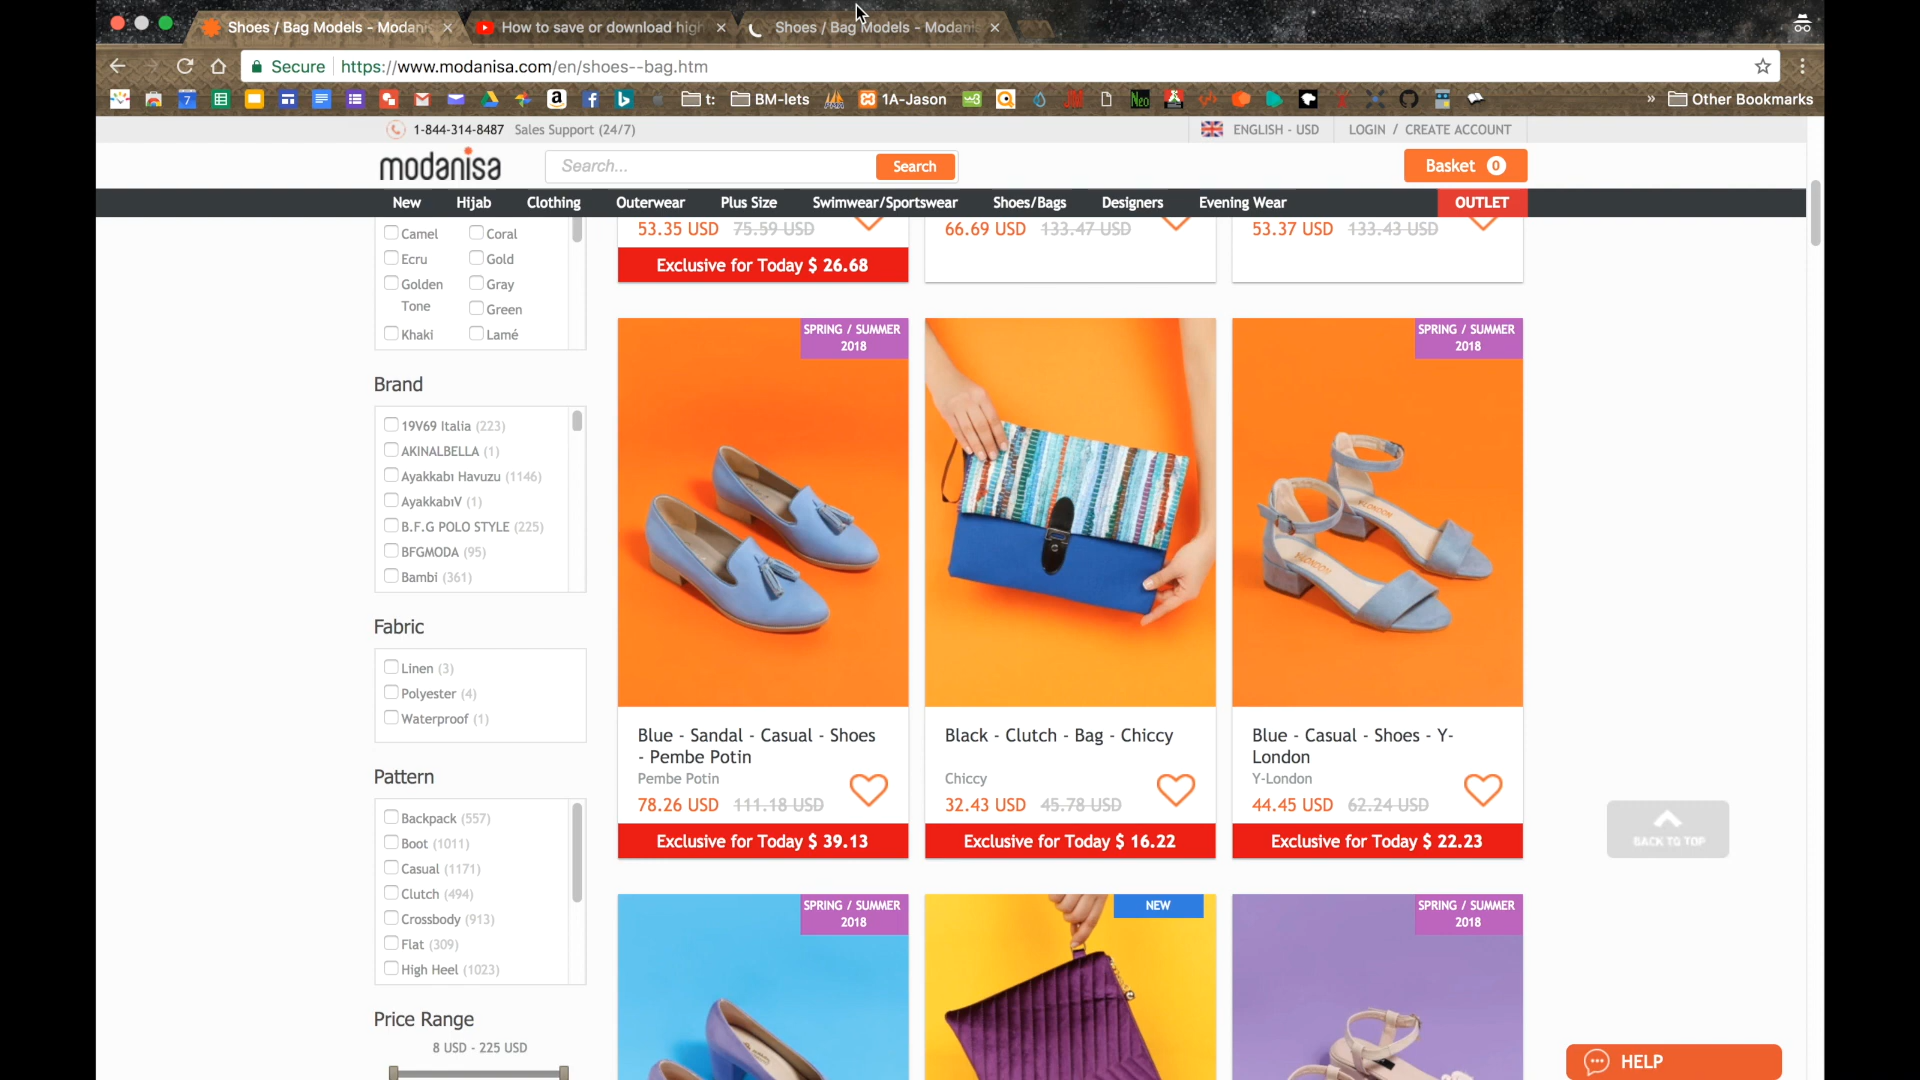 Shoes / Bag Models - Modanis
How to save or download high
Shoes / Bag Models - Modanis
Secure
https://www.modanisa.com/en/shoes--bag.htm
t:
BM-lets
1A-Jason
Neo
» Other Bookmarks
1-844-314-8487 Sales Support (24/7)
ENGLISH - USD
LOGIN / CREATE ACCOUNT
modanisa
Search...
Search
Basket 0
New
Hijab
Clothing
Outerwear
Plus Size
Swimwear/Sportswear
Shoes/Bags
Designers
Evening Wear
OUTLET
Camel
Coral
Ecru
Gold
Golden Tone
Gray
Green
Khaki
Lamé
Brand
19V69 Italia (223)
AKINALBELLA (1)
Ayakkabı Havuzu (1146)
AyakkabıV (1)
B.F.G POLO STYLE (225)
BFGMODA (95)
Bambi (361)
Fabric
Linen (3)
Polyester (4)
Waterproof (1)
Pattern
Backpack (557)
Boot (1011)
Casual (1171)
Clutch (494)
Crossbody (913)
Flat (309)
High Heel (1023)
Price Range
8 USD - 225 USD
53.35 USD 75.59 USD
Exclusive for Today $ 26.68
66.69 USD 133.47 USD
53.37 USD 133.43 USD
SPRING / SUMMER
2018
Blue - Sandal - Casual - Shoes
- Pembe Potin
Pembe Potin
78.26 USD 111.18 USD
Exclusive for Today $ 39.13
Black - Clutch - Bag - Chiccy
Chiccy
32.43 USD 45.78 USD
Exclusive for Today $ 16.22
SPRING / SUMMER
2018
Y-LONDON
Y-LONDON
Blue - Casual - Shoes - Y-
London
Y-London
44.45 USD 62.24 USD
Exclusive for Today $ 22.23
SPRING / SUMMER
2018
NEW
SPRING / SUMMER
2018
BACK TO TOP
HELP